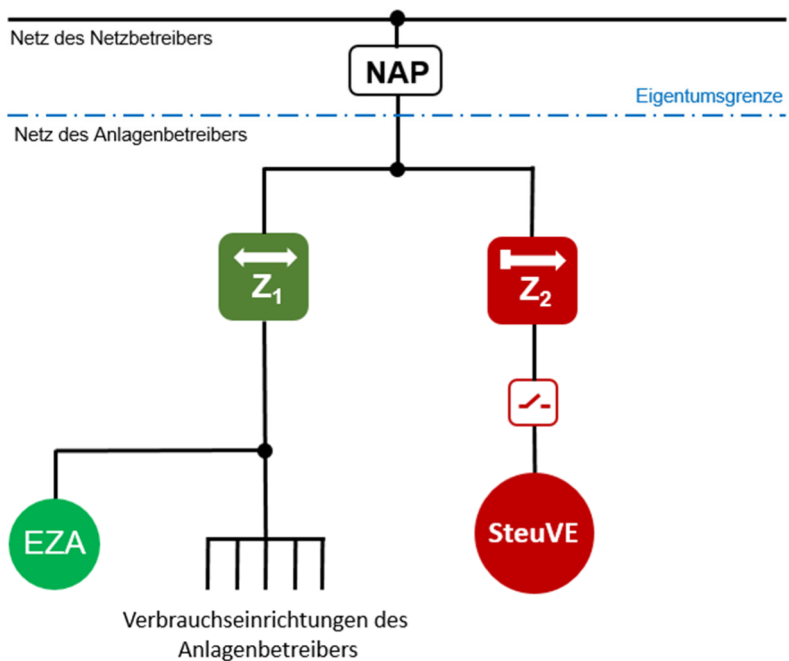 Netz des Netzbetreibers
NAP
Eigentumsgrenze
Netz des Anlagenbetreibers
Z1
Z2
EZA
SteuVE
Verbrauchseinrichtungen des
Anlagenbetreibers